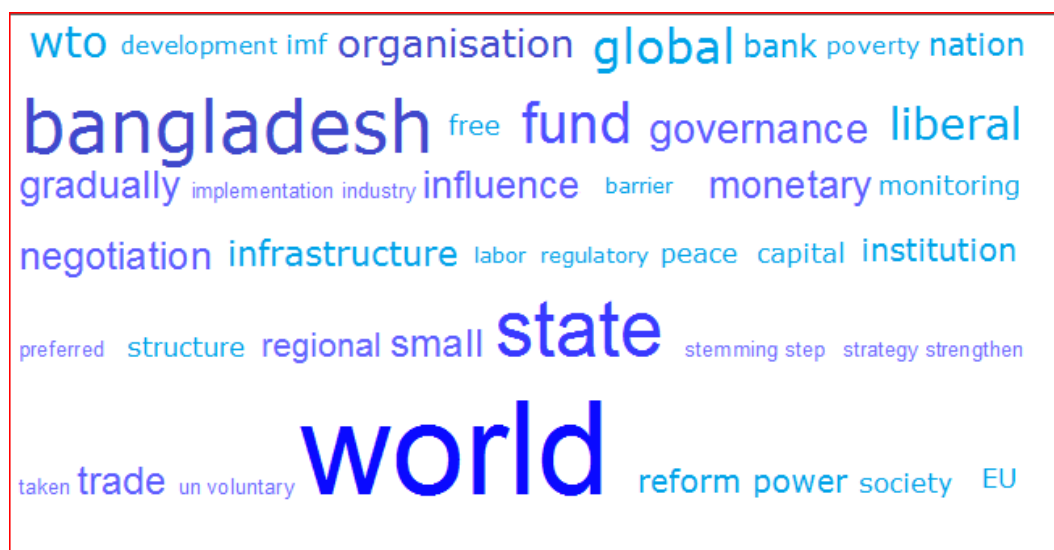 wto development imf organisation global bank poverty nation
bangladesh free fund governance liberal
gradually implementation industry influence barrier monetary monitoring
negotiation infrastructure labor regulatory peace capital institution
preferred structure regional small state stemming step strategy strengthen
taken trade un voluntary world reform power society EU